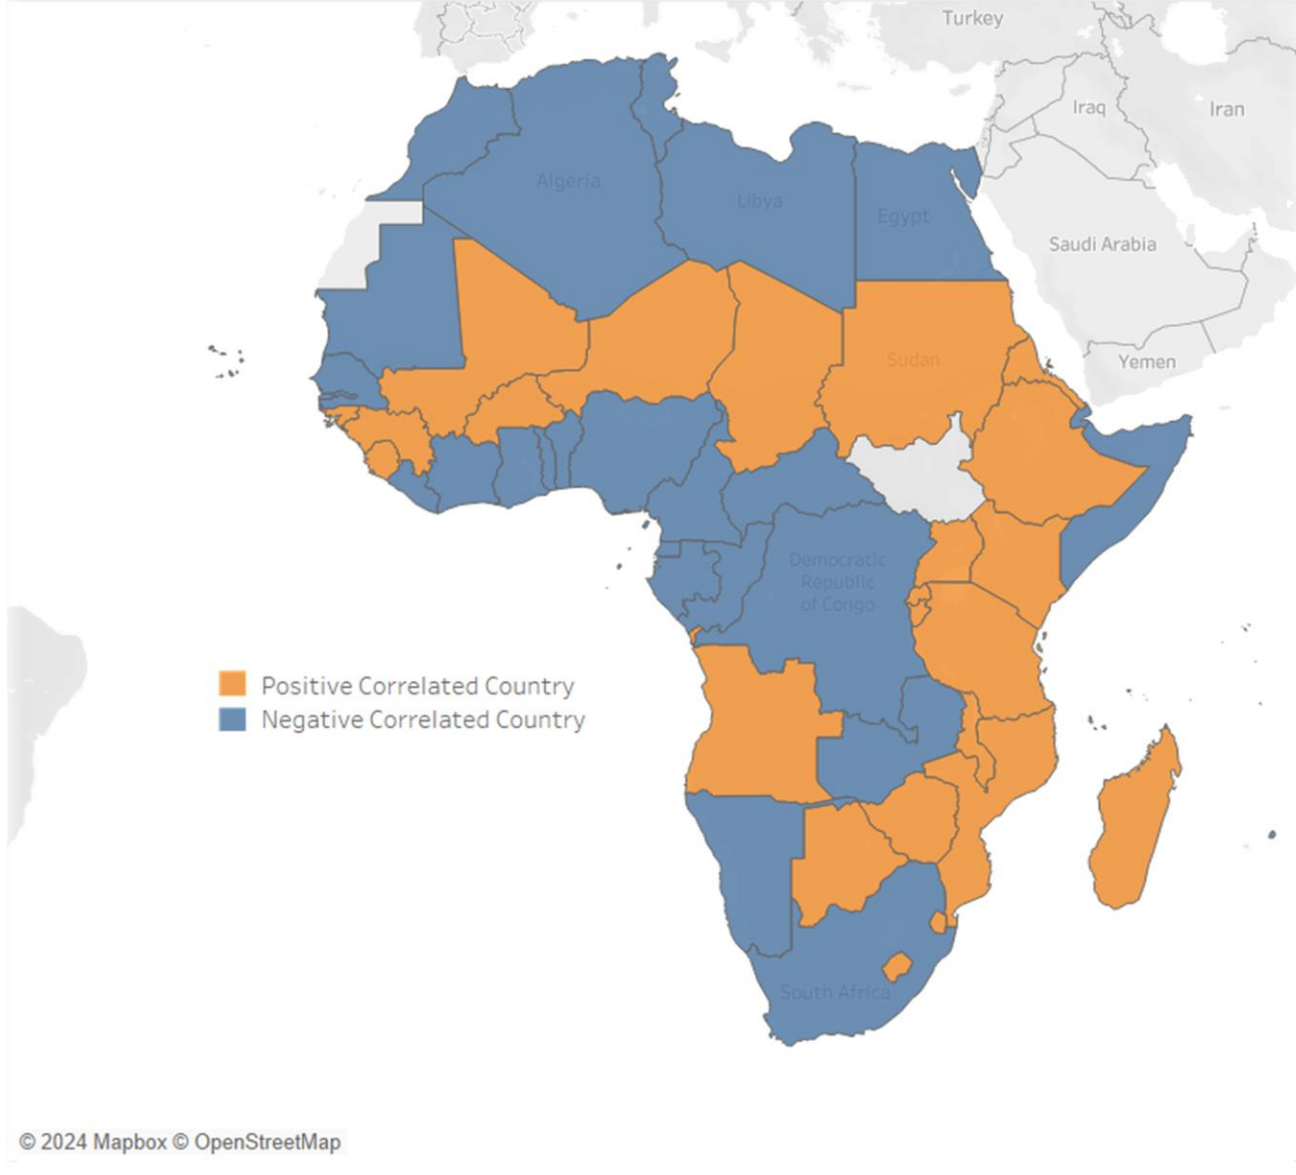 Turkey
Iraq
Iran
Algeria
Libya
Egypt
Saudi Arabia
Sudan
Yemen
Democratic
Republic
of Congo
Positive Correlated Country
Negative Correlated Country
South Africa
© 2024 Mapbox © OpenStreetMap